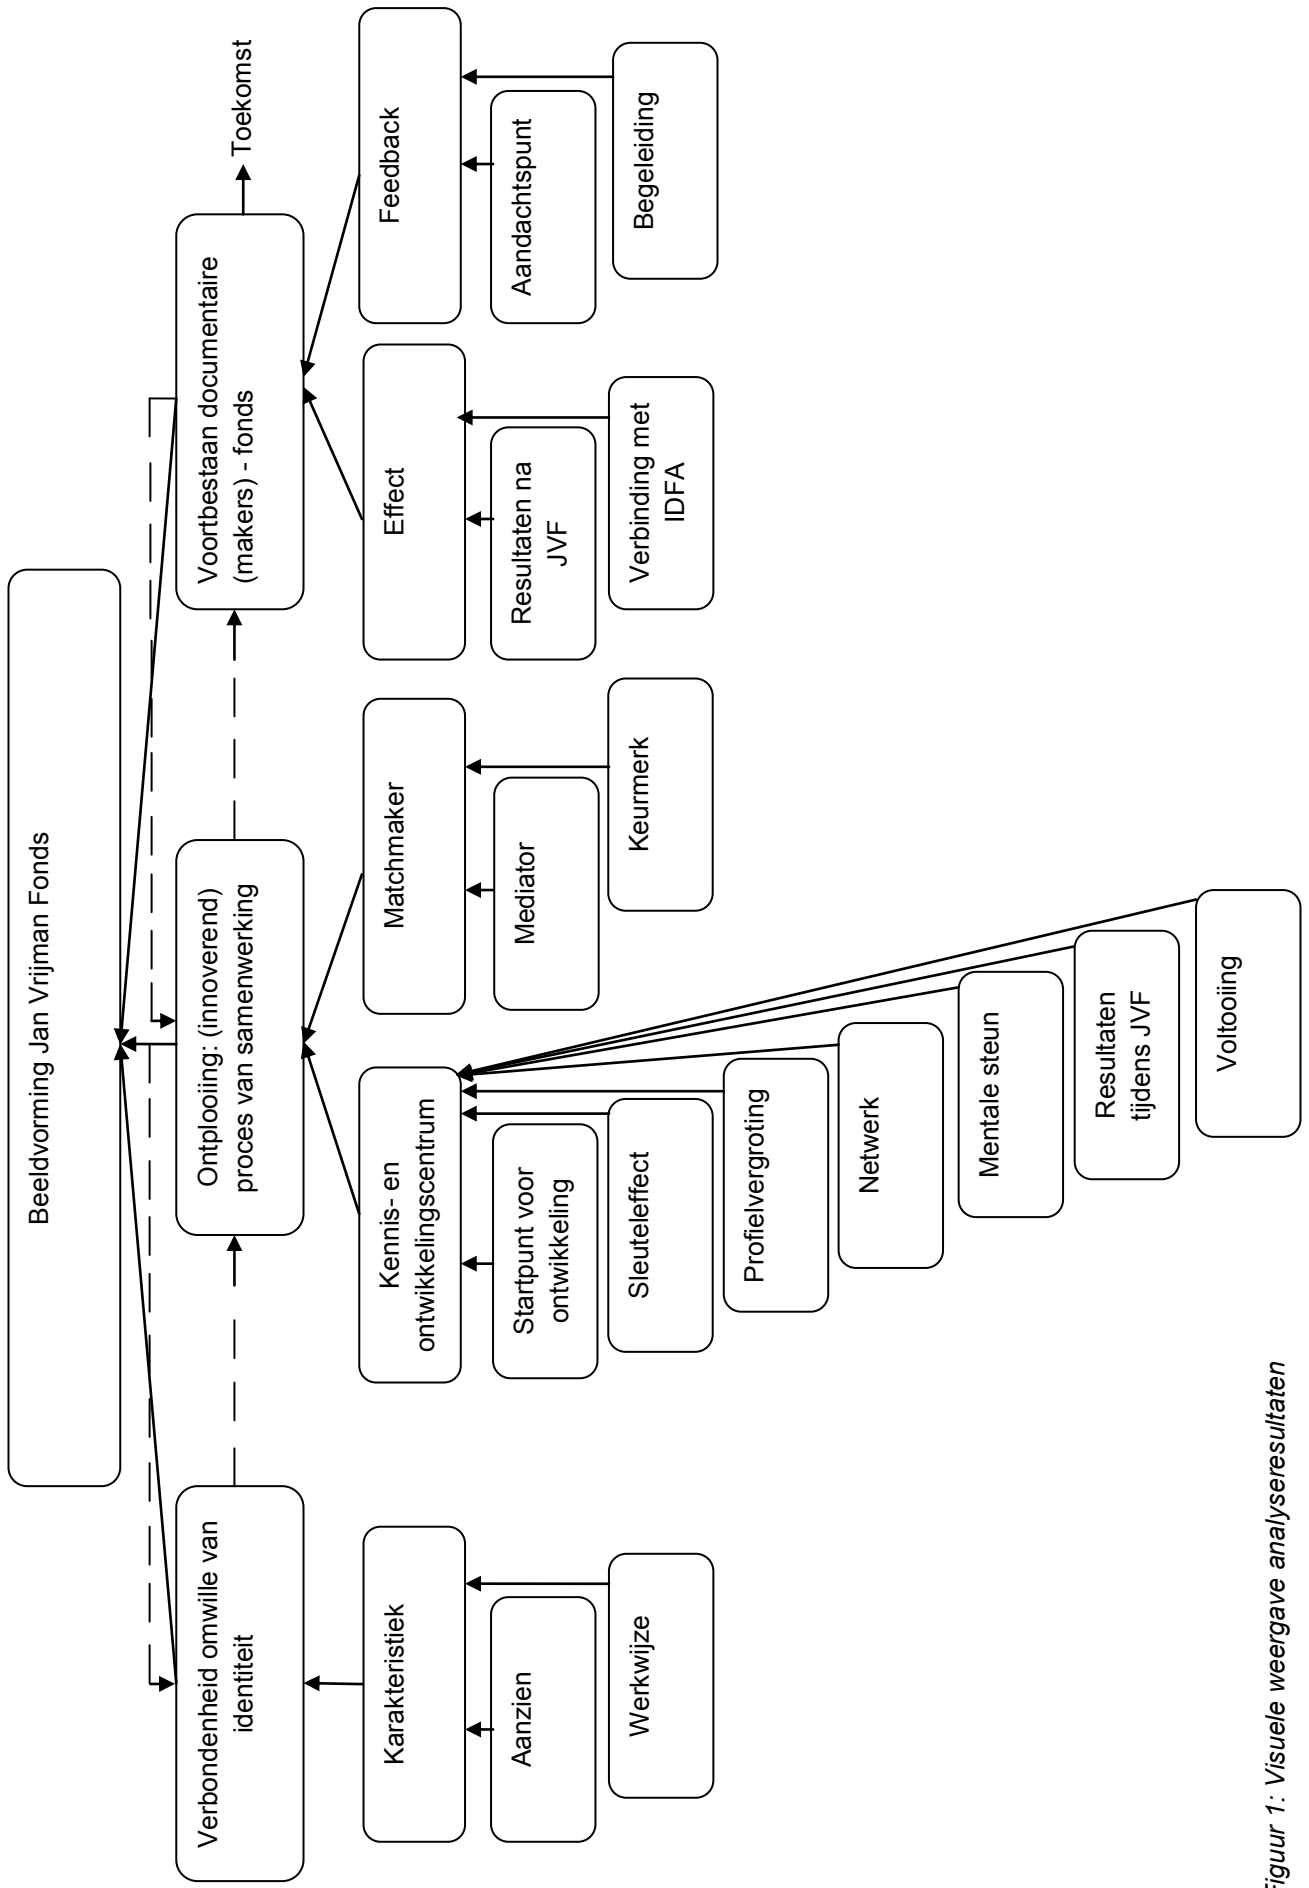 Beeldvorming Jan Vrijman Fonds
Verbondenheid omwille van
identiteit
Ontplooiing: (innoverend)
proces van samenwerking
Voortbestaan documentaire
(makers) - fonds
Toekomst
Karakteristiek
Aanzien
Werkwijze
Kennis- en
ontwikkelingscentrum
Startpunt voor
ontwikkeling
Sleuteleffect
Profielvergroting
Netwerk
Mentale steun
Resultaten
tijdens JVF
Voltooiing
Matchmaker
Mediator
Keurmerk
Effect
Resultaten na
JVF
Verbinding met
IDFA
Feedback
Aandachtspunt
Begeleiding
Figuur 1: Visuele weergave analyseresultaten